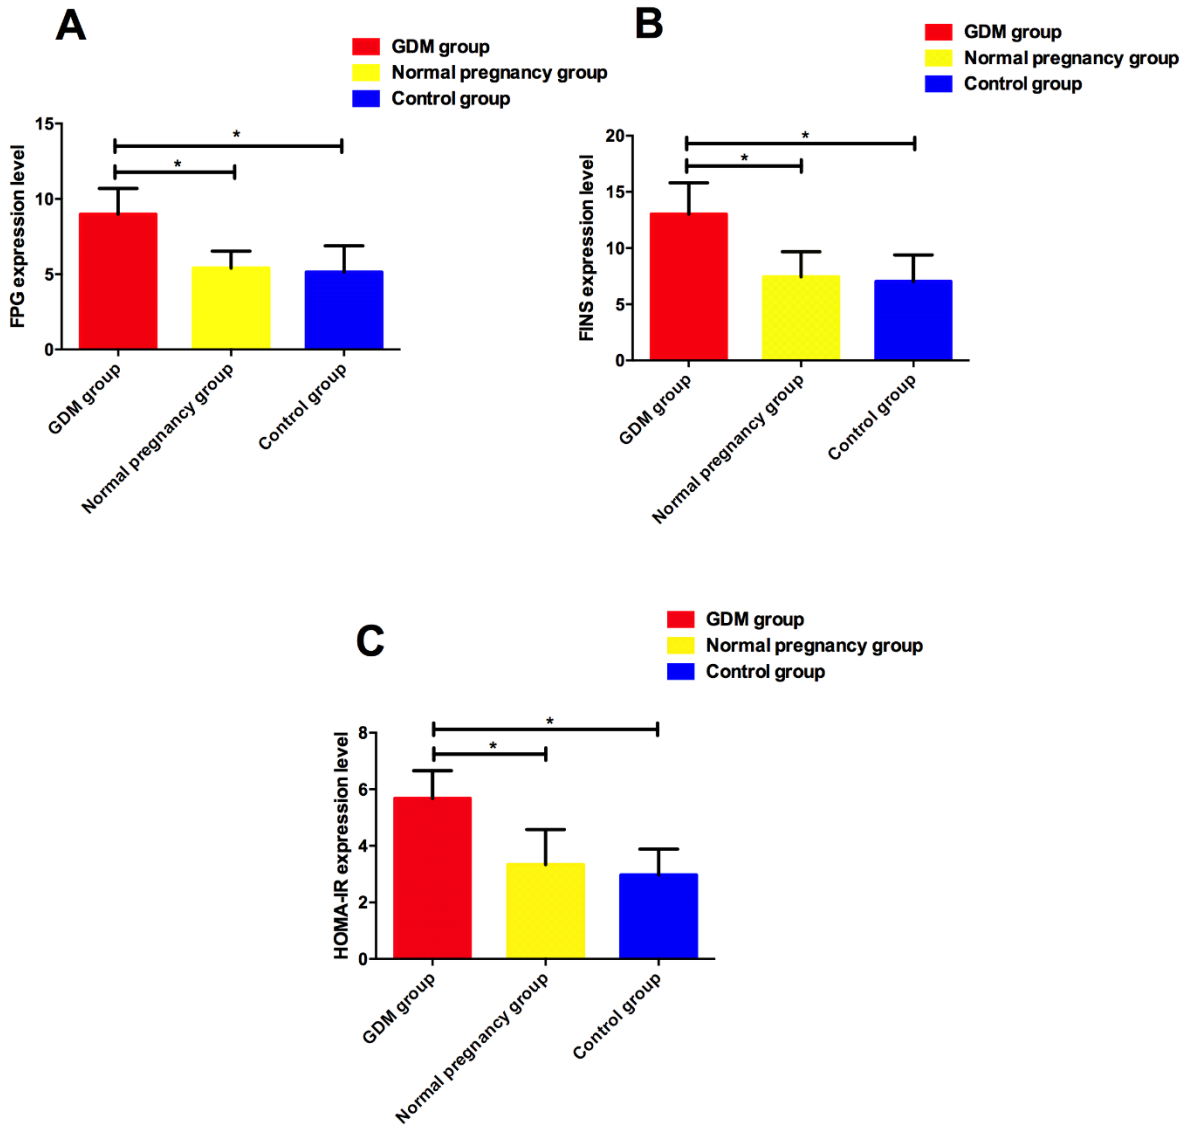 A
GDM group
Normal pregnancy group
Control group
FPG expression level
15
10
5
0
*
*
GDM group
Normal pregnancy group
Control group
B
GDM group
Normal pregnancy group
Control group
FINS expression level
20
15
10
5
0
*
*
GDM group
Normal pregnancy group
Control group
C
GDM group
Normal pregnancy group
Control group
HOMA-IR expression level
8
6
4
2
0
*
*
GDM group
Normal pregnancy group
Control group